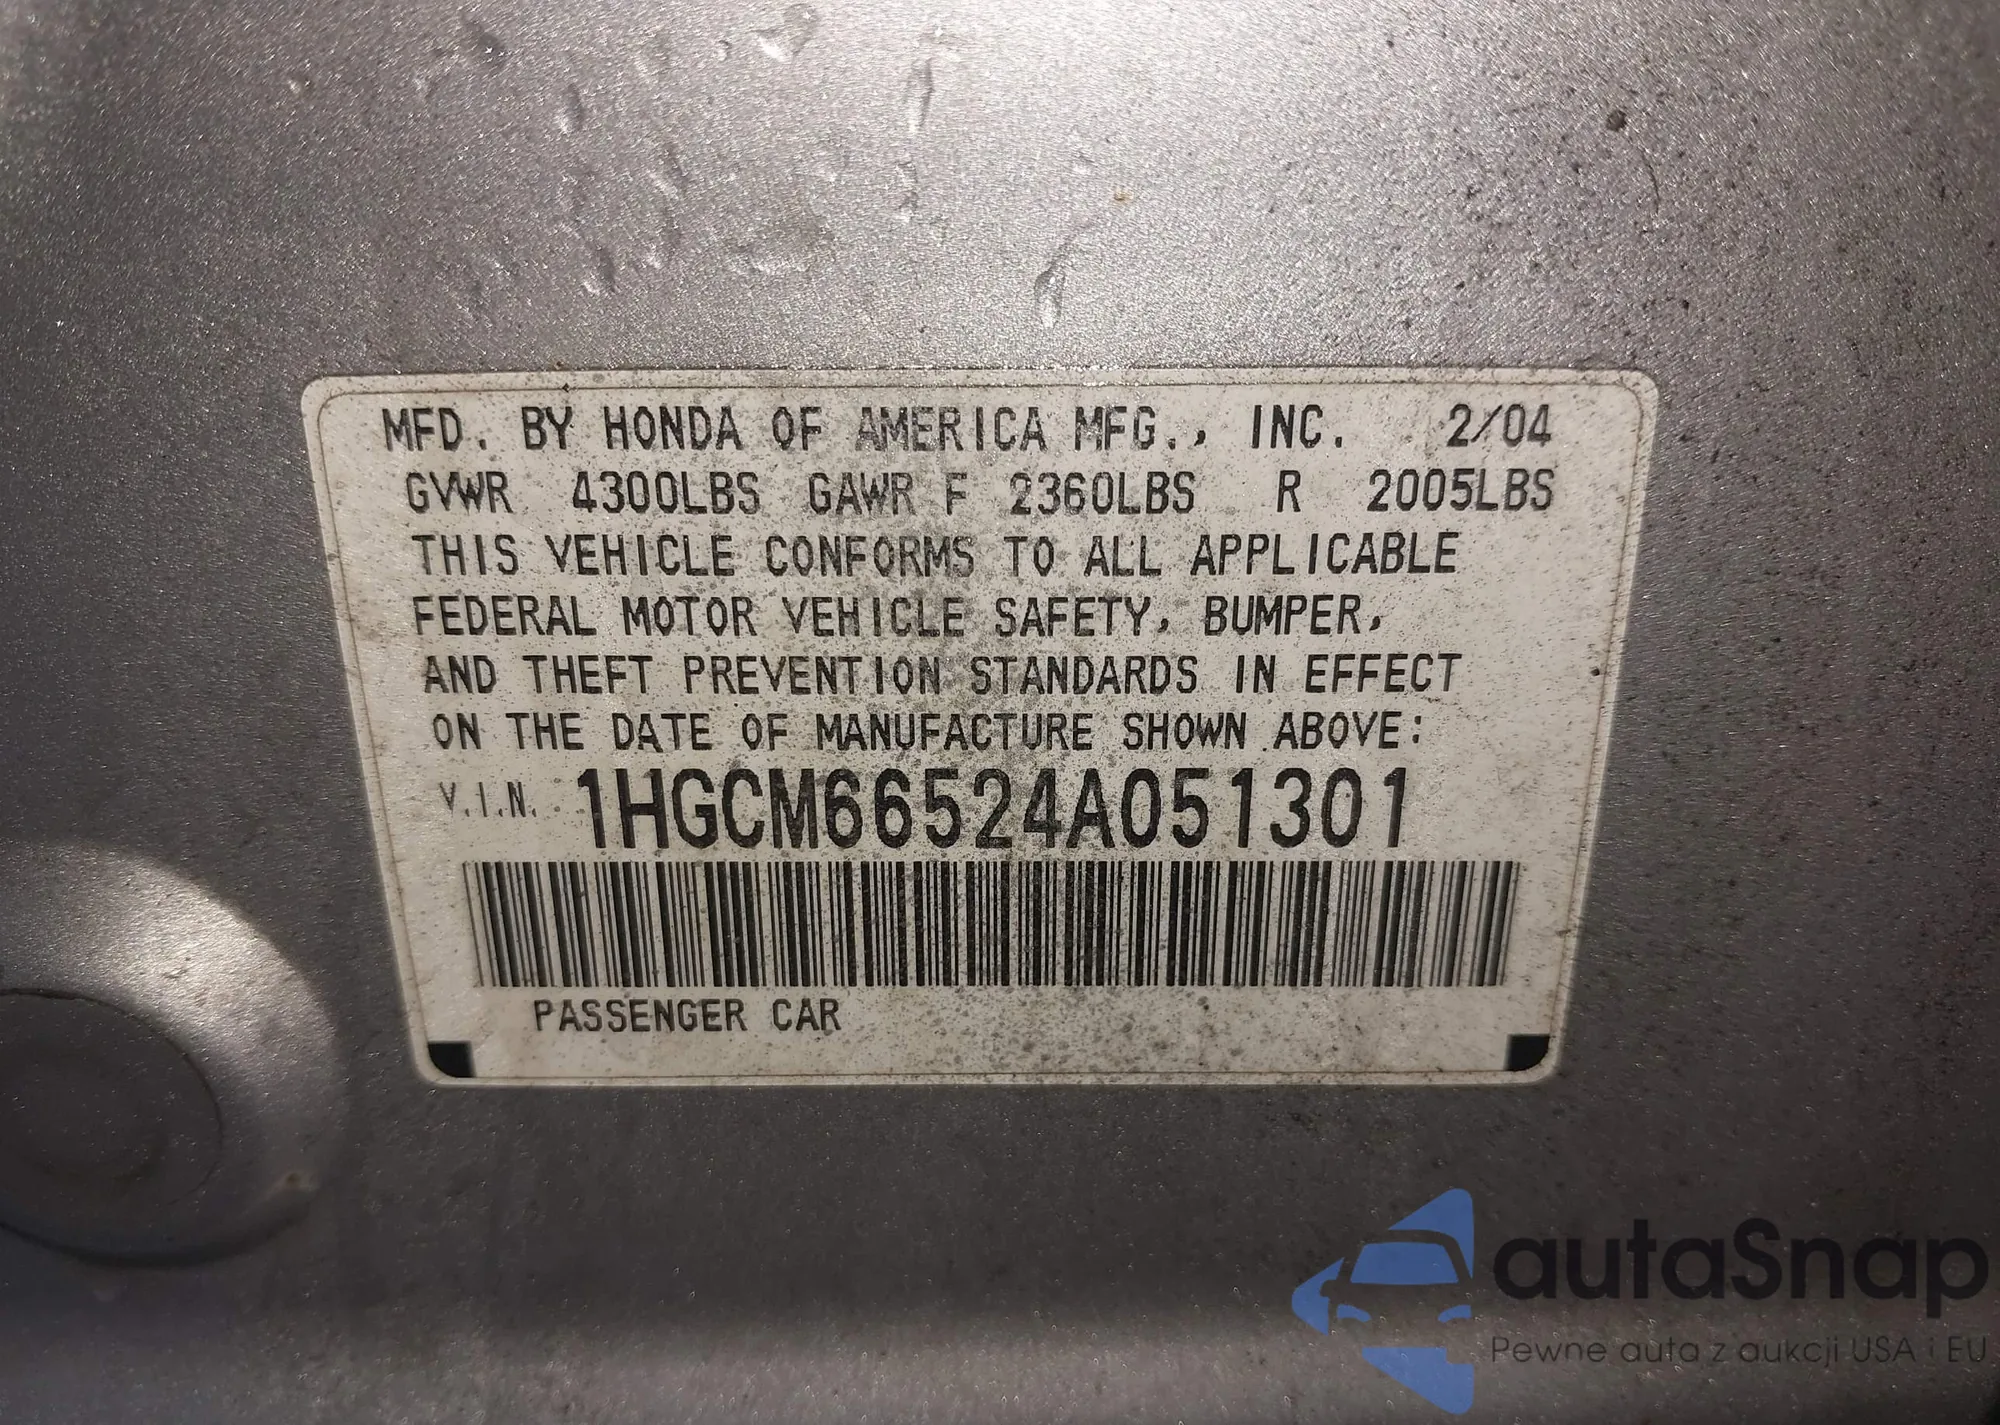 MFD. BY HONDA OF AMERICA MFG., INC. 2/04
GVWR 4300LBS GAWR F 2360LBS R 2005LBS
THIS VEHICLE CONFORMS TO ALL APPLICABLE
FEDERAL MOTOR VEHICLE SAFETY, BUMPER,
AND THEFT PREVENTION STANDARDS IN EFFECT
ON THE DATE OF MANUFACTURE SHOWN ABOVE:
V.I.N. 1HGCM66524A051301
PASSENGER CAR
autaSnap
Pewne auta z aukcji USA i EU